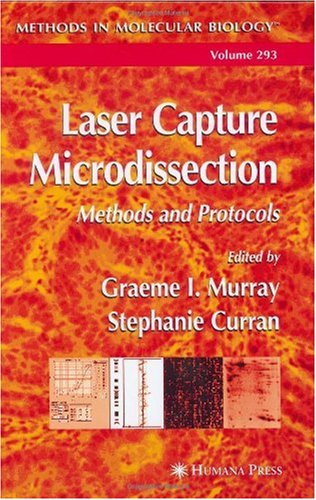 METHODS IN MOLECULAR BIOLOGY™
Volume 293
Laser Capture
Microdissection
Methods and Protocols
Edited by
Graeme I. Murray
Stephanie Curran
HUMANA PRESS